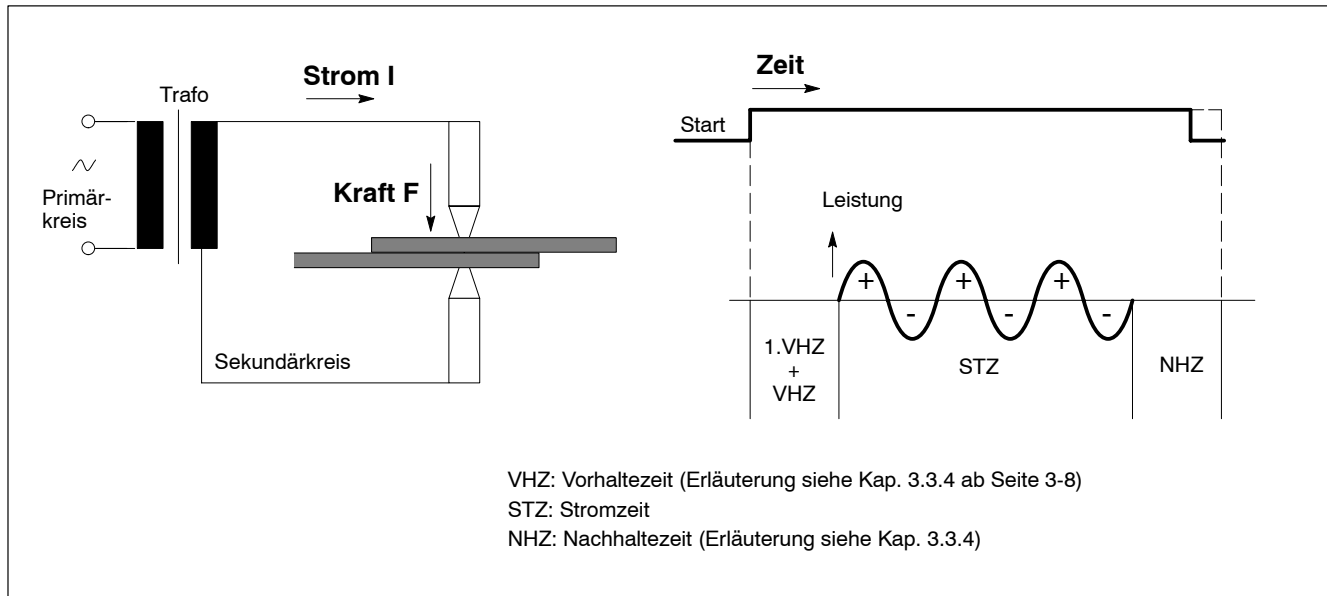 Strom I
Trafo
Primär-
kreis
Kraft F
Sekundärkreis
Zeit
Start
Leistung
+ + +
- - -
1.VHZ
+
VHZ
STZ
NHZ
VHZ: Vorhaltezeit (Erläuterung siehe Kap. 3.3.4 ab Seite 3-8)
STZ: Stromzeit
NHZ: Nachhaltezeit (Erläuterung siehe Kap. 3.3.4)